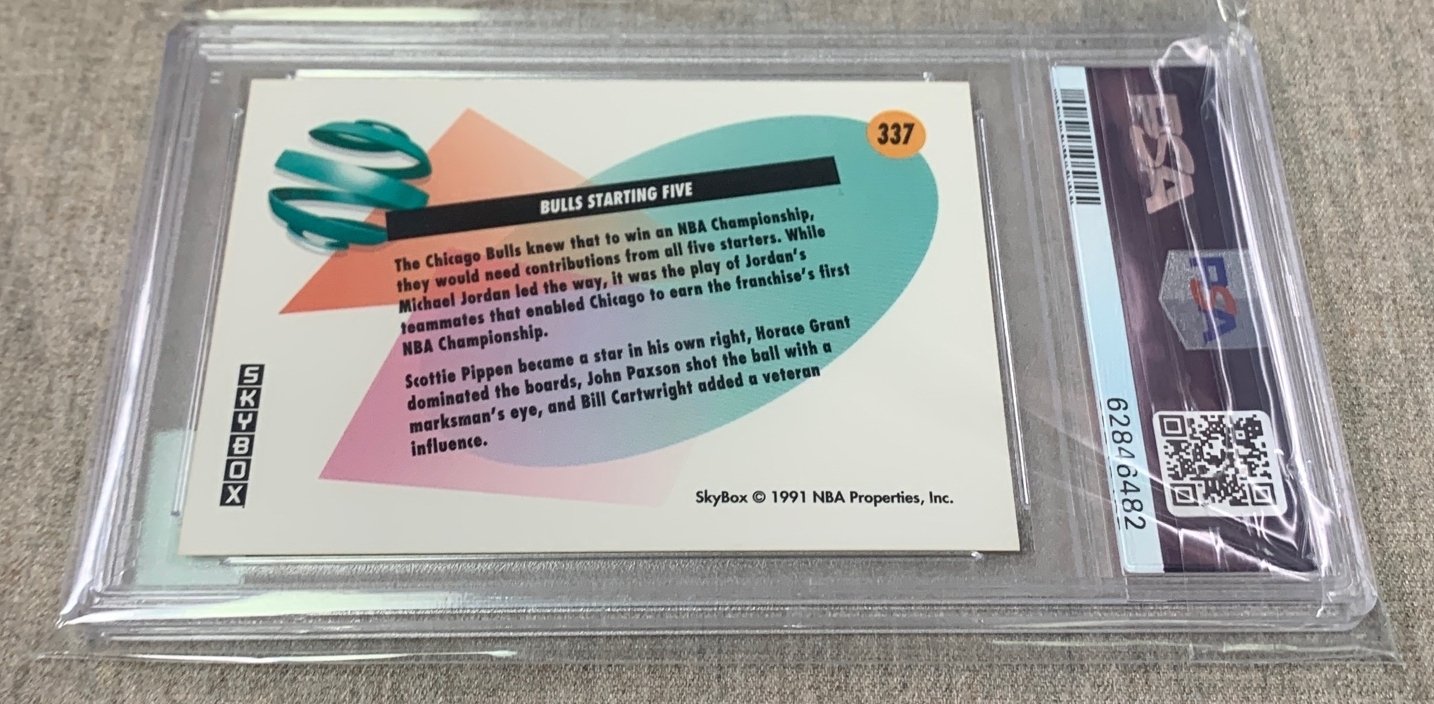 337
BULLS STARTING FIVE
The Chicago Bulls knew that to win an NBA Championship,
they would need contributions from all five starters. While
Michael Jordan led the way, it was the play of Jordan's
teammates that enabled Chicago to earn the franchise's first
NBA Championship.
Scottie Pippen became a star in his own right, Horace Grant
dominated the boards, John Paxson shot the ball with a
marksman's eye, and Bill Cartwright added a veteran
influence.
SKYBOX
SkyBox © 1991 NBA Properties, Inc.
PSA
PSA
62846482